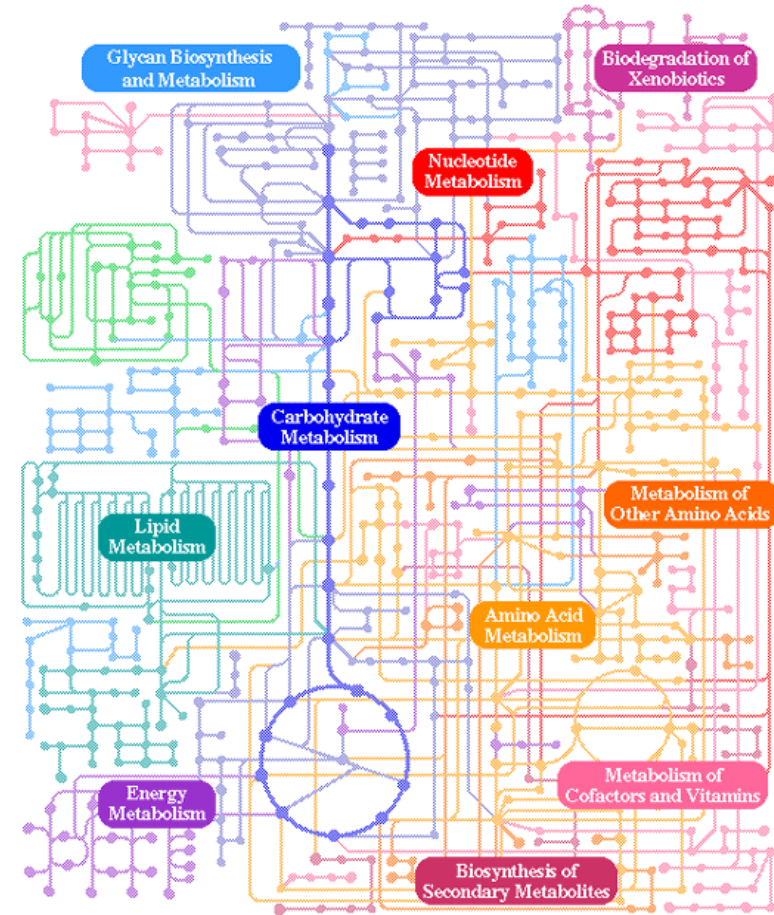 Glycan Biosynthesis
and Metabolism
Biodegradation of
Xenobiotics
Nucleotide
Metabolism
Carbohydrate
Metabolism
Metabolism of
Other Amino Acids
Lipid
Metabolism
Amino Acid
Metabolism
Metabolism of
Cofactors and Vitamins
Energy
Metabolism
Biosynthesis of
Secondary Metabolites